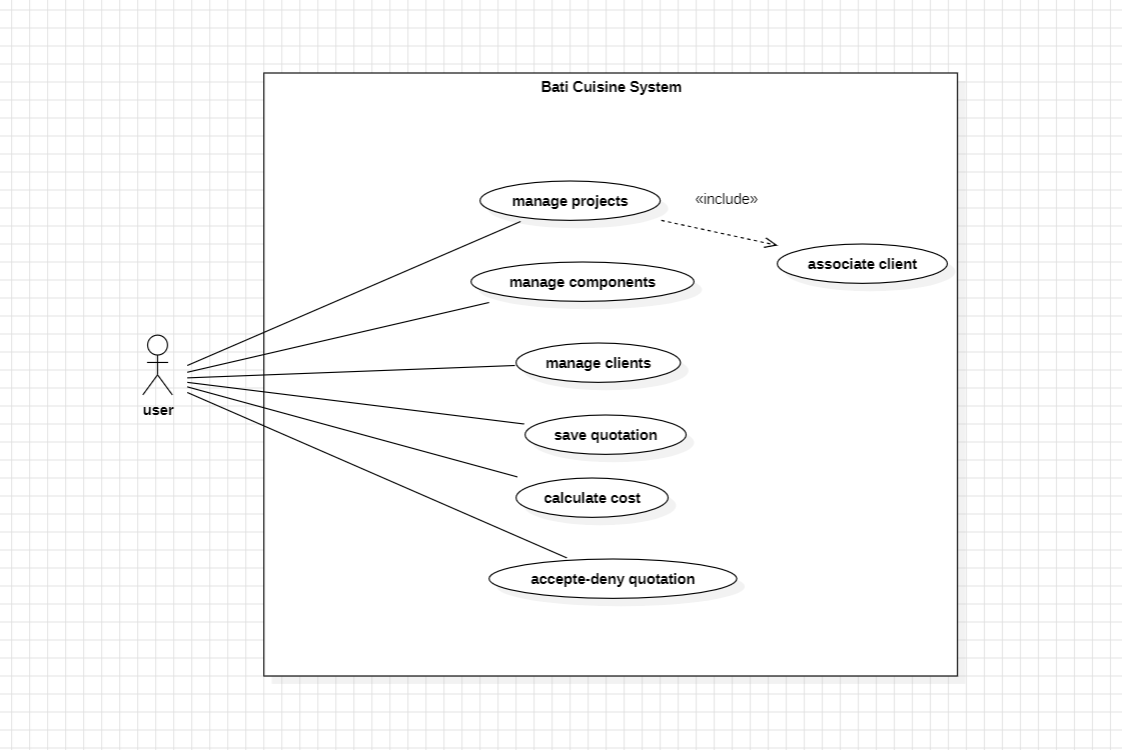 Bati Cuisine System
manage projects
«include»
associate client
manage components
manage clients
user
save quotation
calculate cost
accepte-deny quotation